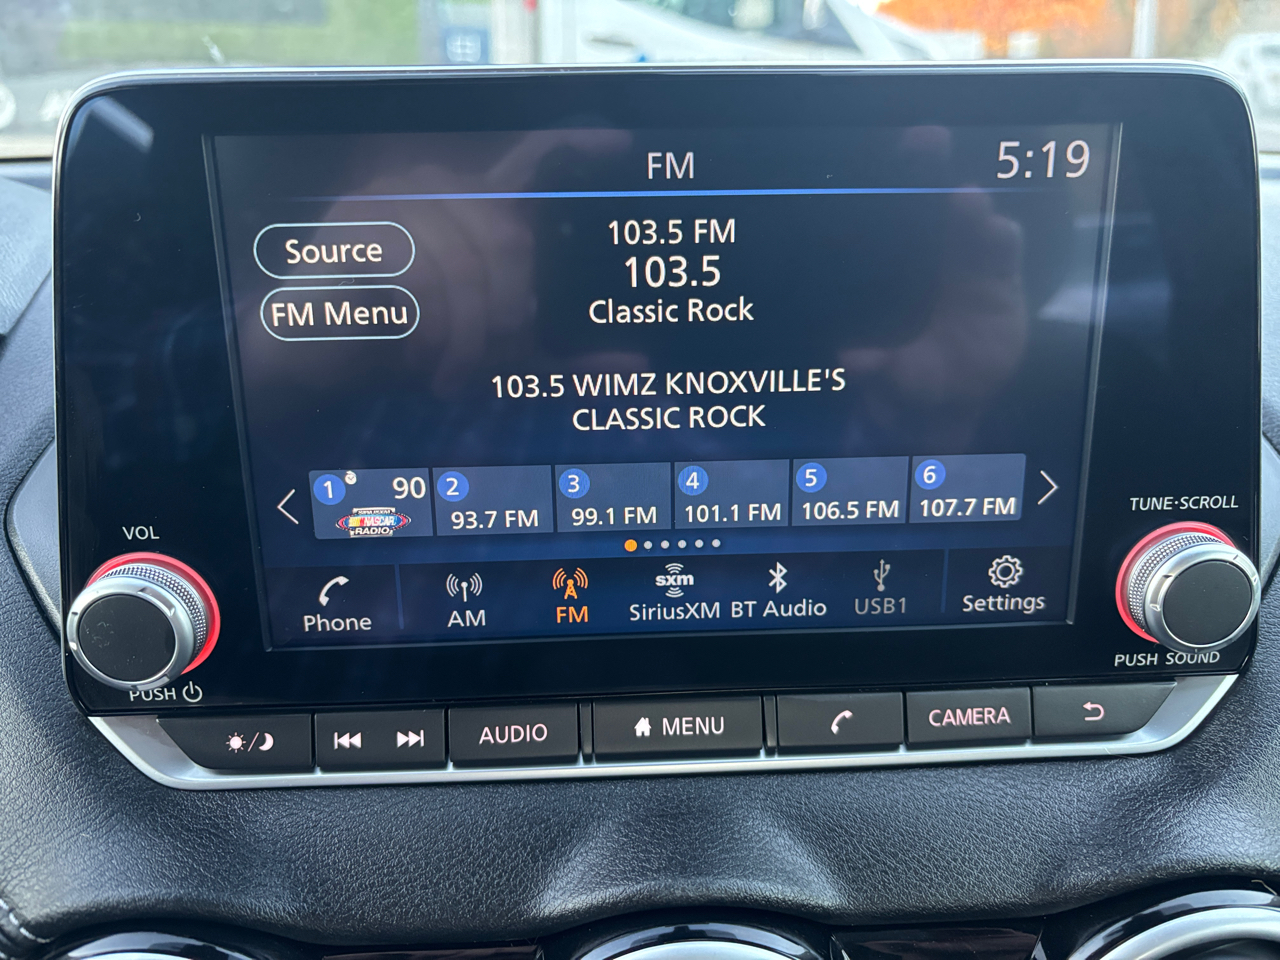 FM
5:19
Source
FM Menu
103.5 FM
103.5
Classic Rock
103.5 WIMZ KNOXVILLE'S
CLASSIC ROCK
1 90
NASCAR
RADIO
2 93.7 FM
3 99.1 FM
4 101.1 FM
5 106.5 FM
6 107.7 FM
Phone
AM
FM
sxm
SiriusXM
BT Audio
USB1
Settings
VOL
PUSH
TUNE·SCROLL
PUSH SOUND
AUDIO
MENU
CAMERA